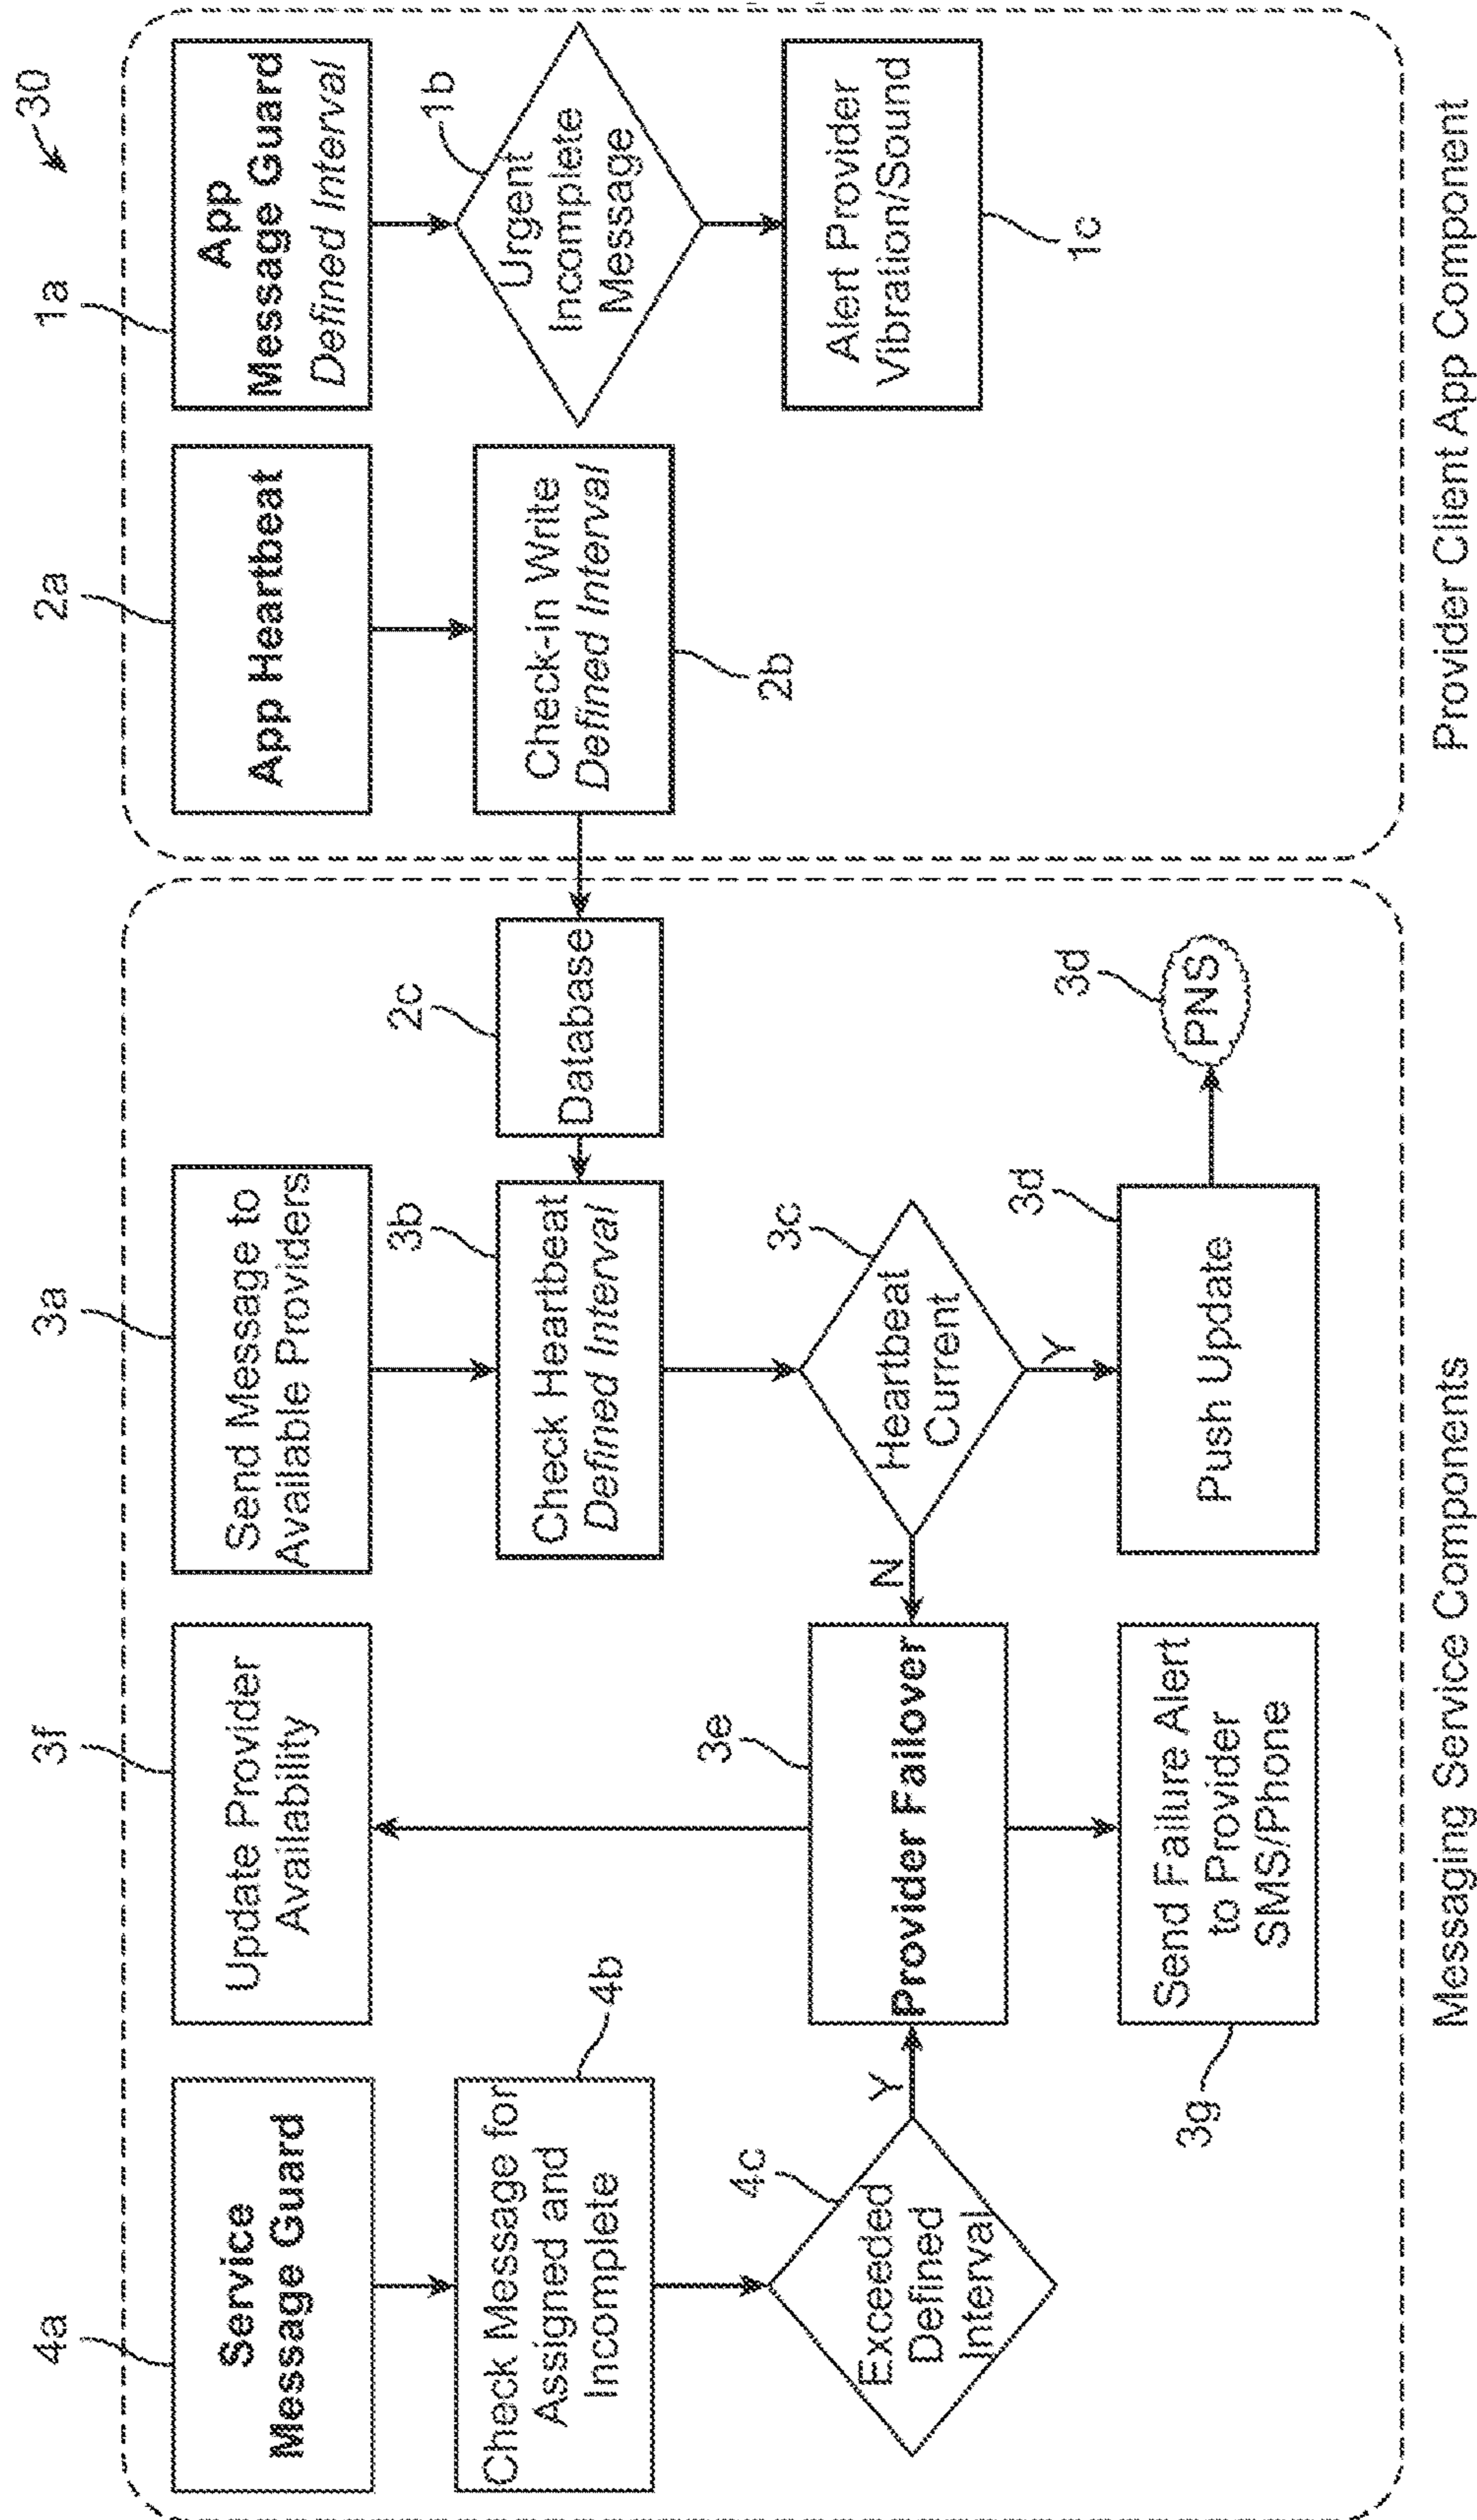 30
4a
Service
Message Guard
Check Message for
Assigned and
Incomplete
4b
4c
Exceeded
Defined
Interval
Y
3f
Update Provider
Availability
3e
Provider Failover
Send Failure Alert
to Provider
SMS/Phone
3g
3a
Send Message to
Available Providers
3b
Check Heartbeat
Defined Interval
3c
Heartbeat
Current
N
Y
3d
Push Update
2c
Database
3d
PNS
Messaging Service Components
2a
App Heartbeat
Check-in Write
Defined Interval
2b
1a
App
Message Guard
Defined Interval
1b
Urgent
Incomplete
Message
Alert Provider
Vibration/Sound
1c
Provider Client App Component